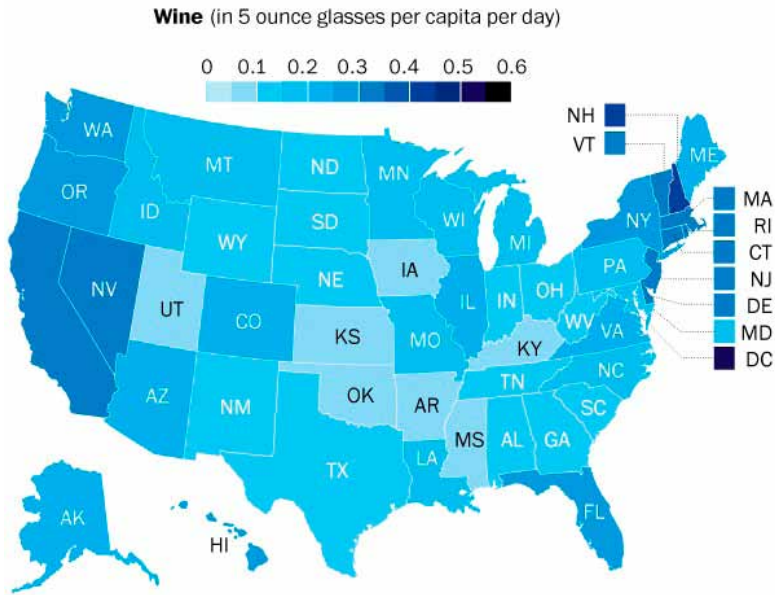 Wine (in 5 ounce glasses per capita per day)
0 0.1 0.2 0.3 0.4 0.5 0.6
NH
VT
WA
MT
ND
MN
ME
OR
ID
SD
WI
NY
MA
WY
MI
RI
IA
PA
CT
NV
NE
NJ
UT
CO
IL
IN
OH
DE
KS
MO
WV
VA
MD
KY
DC
AZ
NM
OK
AR
TN
NC
SC
MS
AL
GA
TX
LA
FL
AK
HI